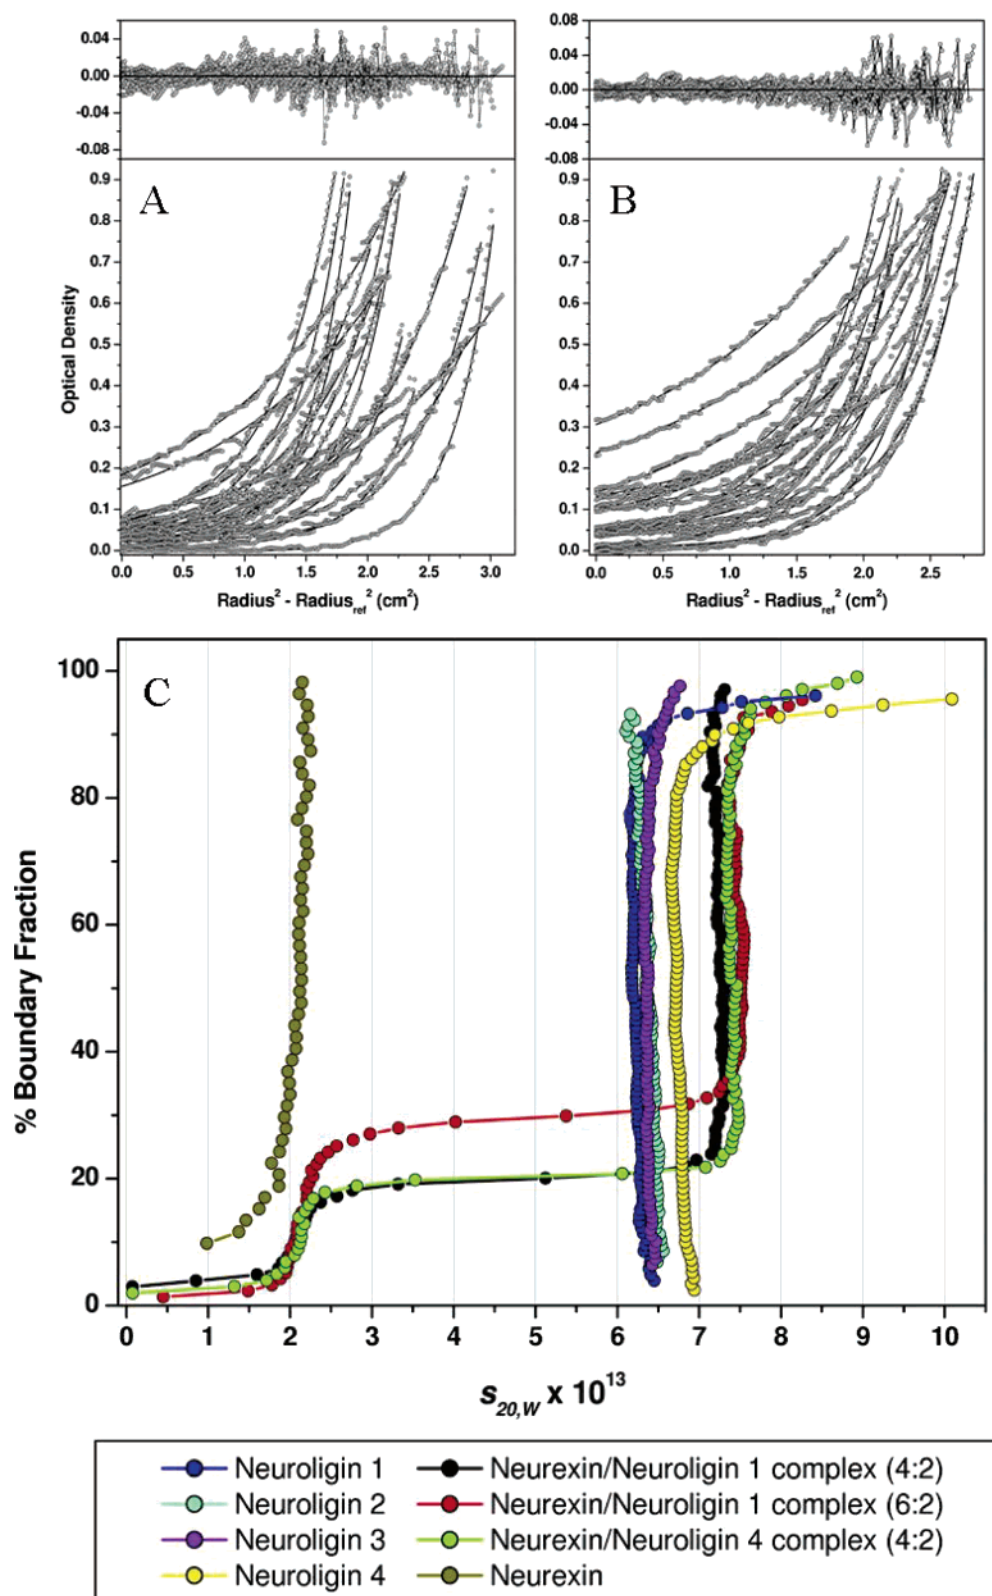 0.04
0.00
-0.04
-0.08
0.08
0.04
0.00
-0.04
-0.08
A
B
0.9
0.8
0.7
0.6
0.5
0.4
0.3
0.2
0.1
0.0
Optical Density
0.9
0.8
0.7
0.6
0.5
0.4
0.3
0.2
0.1
0.0
0.0 0.5 1.0 1.5 2.0 2.5 3.0
0.0 0.5 1.0 1.5 2.0 2.5
Radius² - Radius_ref² (cm²)
Radius² - Radius_ref² (cm²)
C
100
80
60
40
20
0
% Boundary Fraction
0 1 2 3 4 5 6 7 8 9 10
s_20,W x 10¹³
Neuroligin 1
Neuroligin 2
Neuroligin 3
Neuroligin 4
Neurexin/Neuroligin 1 complex (4:2)
Neurexin/Neuroligin 1 complex (6:2)
Neurexin/Neuroligin 4 complex (4:2)
Neurexin